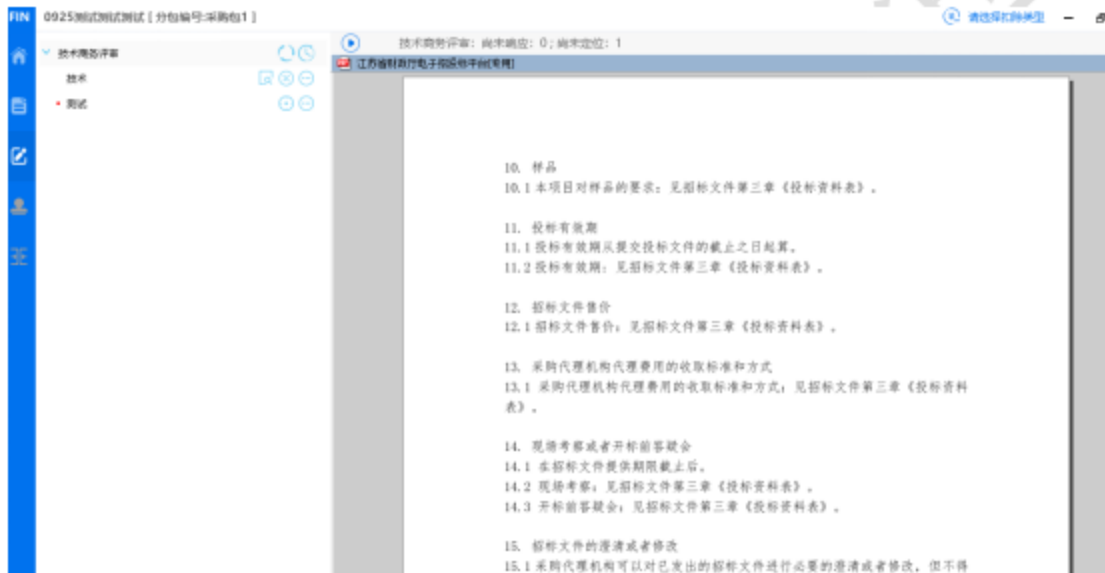 FIN 0925测试测试测试 [ 分包编号:采购包1 ]
请选择扣除类型
技术商务评审
技术商务评审：尚未响应：0；尚未定位：1
江苏省财政厅电子招投标平台[专用]
技术
测试
10. 样品
10.1 本项目对样品的要求：见招标文件第三章《投标资料表》。
11. 投标有效期
11.1 投标有效期从提交投标文件的截止之日起算。
11.2 投标有效期：见招标文件第三章《投标资料表》。
12. 招标文件售价
12.1 招标文件售价：见招标文件第三章《投标资料表》。
13. 采购代理机构代理费用的收取标准和方式
13.1 采购代理机构代理费用的收取标准和方式：见招标文件第三章《投标资料
表》。
14. 现场考察或者开标前答疑会
14.1 在招标文件提供期限截止后。
14.2 现场考察：见招标文件第三章《投标资料表》。
14.3 开标前答疑会：见招标文件第三章《投标资料表》。
15. 招标文件的澄清或者修改
15.1 采购代理机构可以对已发出的招标文件进行必要的澄清或者修改，但不得